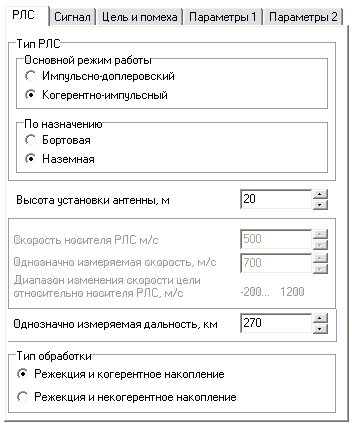 РЛС Сигнал Цель и помеха Параметры 1 Параметры 2
Тип РЛС
Основной режим работы
Импульсно-доплеровский
Когерентно-импульсный
По назначению
Бортовая
Наземная
Высота установки антенны, м 20
Скорость носителя РЛС м/с 500
Однозначно измеряемая скорость, м/с 700
Диапазон изменения скорости цели
относительно носителя РЛС, м/с -200... 1200
Однозначно измеряемая дальность, км 270
Тип обработки
Режекция и когерентное накопление
Режекция и некогерентное накопление